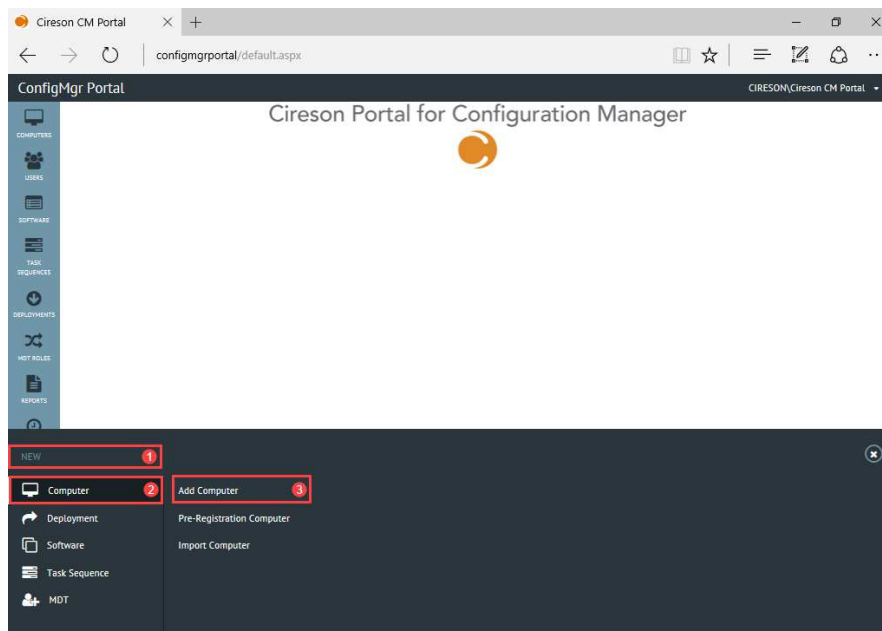 Cireson CM Portal
configmgrportal/default.aspx
ConfigMgr Portal
CIRESON\Cireson CM Portal
Cireson Portal for Configuration Manager
COMPUTERS
USERS
SOFTWARE
TASK
SEQUENCES
DEPLOYMENTS
MDT ROLES
REPORTS
NEW 1
Computer 2
Add Computer 3
Deployment
Pre-Registration Computer
Software
Import Computer
Task Sequence
MDT